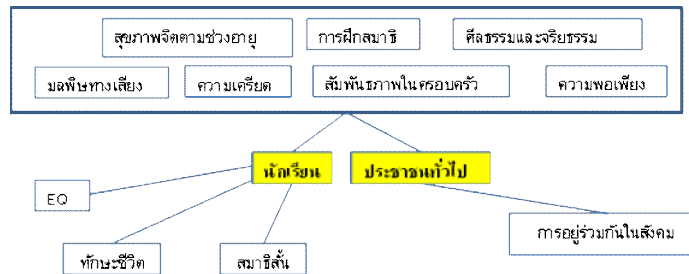 สุขภาพจิตตามช่วงอายุ
การฝึกสมาธิ
ศีลธรรมและจริยธรรม
มลพิษทางเสียง
ความเครียด
สัมพันธภาพในครอบครัว
ความพอเพียง
นักเรียน
ประชาชนทั่วไป
EQ
การอยู่ร่วมกันในสังคม
ทักษะชีวิต
สมาธิสั้น